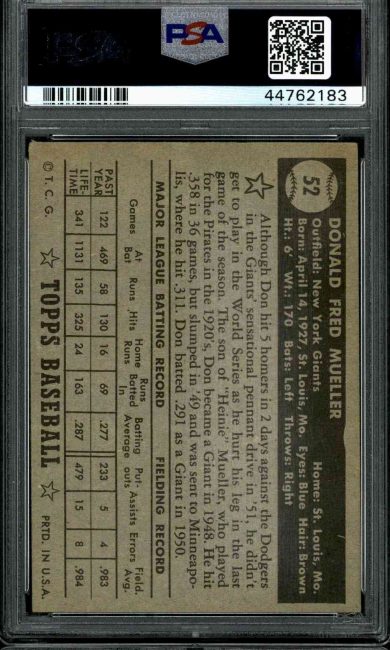 PSA
44762183
52
DONALD FRED MUELLER
Outfield: New York Giants Home: St. Louis, Mo.
Born: April 14, 1927, St. Louis, Mo. Eyes: Blue Hair: Brown
Ht.: 6' Wt.: 170 Bats: Left Throws: Right
Although Don hit 5 homers in 2 days against the Dodgers
in the Giants' sensational pennant drive in '51, he didn't
get to play in the World Series as he hurt his leg in the last
game of the season. The son of "Heinie" Mueller, who played
for the Pirates in the 1920's, Don became a Giant in 1948. He hit
.358 in 36 games, but slumped in '49 and was sent to Minneapo-
lis, where he hit .311. Don batted .291 as a Giant in 1950.
MAJOR LEAGUE BATTING RECORD FIELDING RECORD
Games At Bat Runs Hits Home Runs Runs Batted In Batting Average Put-outs Assists Errors Field. Avg.
PAST YEAR 122 469 58 130 16 69 .277 233 5 4 .983
LIFE-TIME 341 1131 135 325 24 163 .287 479 15 8 .984
© T. C. G. TOPPS BASEBALL PRTD. IN U.S.A.